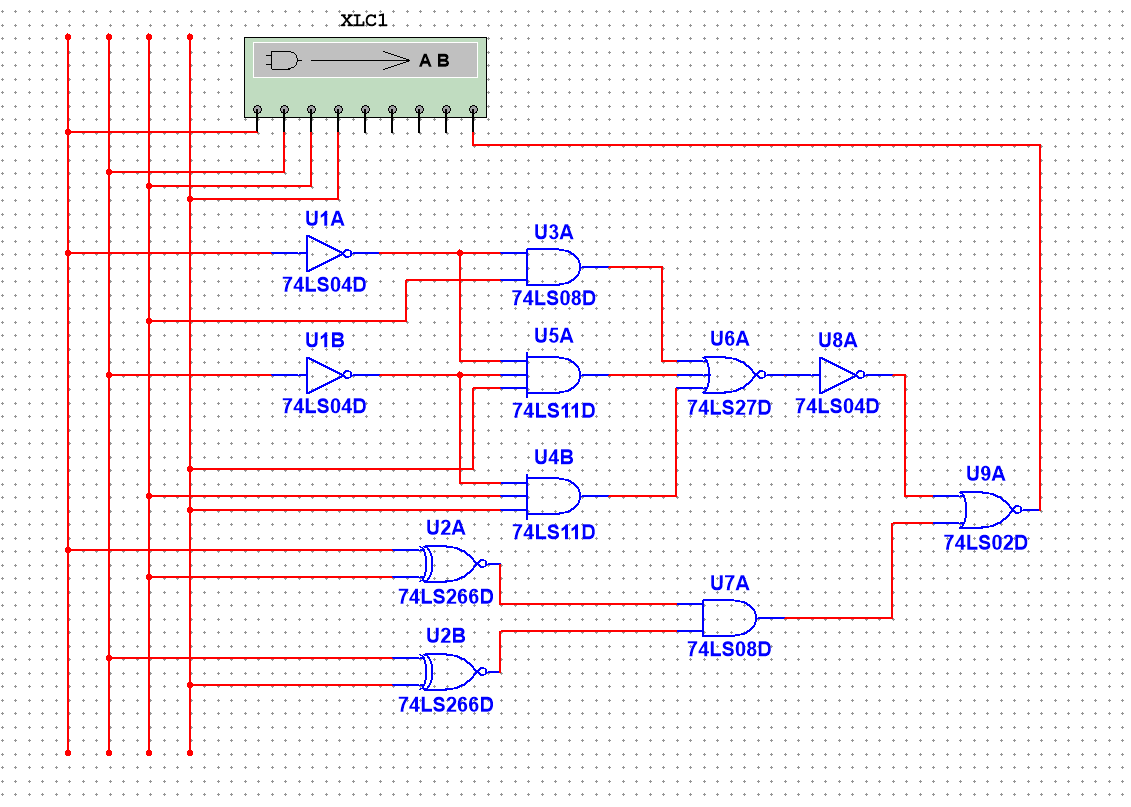 XLC1
A B
U1A
74LS04D
U3A
74LS08D
U1B
74LS04D
U5A
74LS11D
U6A
74LS27D
U8A
74LS04D
U4B
74LS11D
U9A
74LS02D
U2A
74LS266D
U7A
74LS08D
U2B
74LS266D